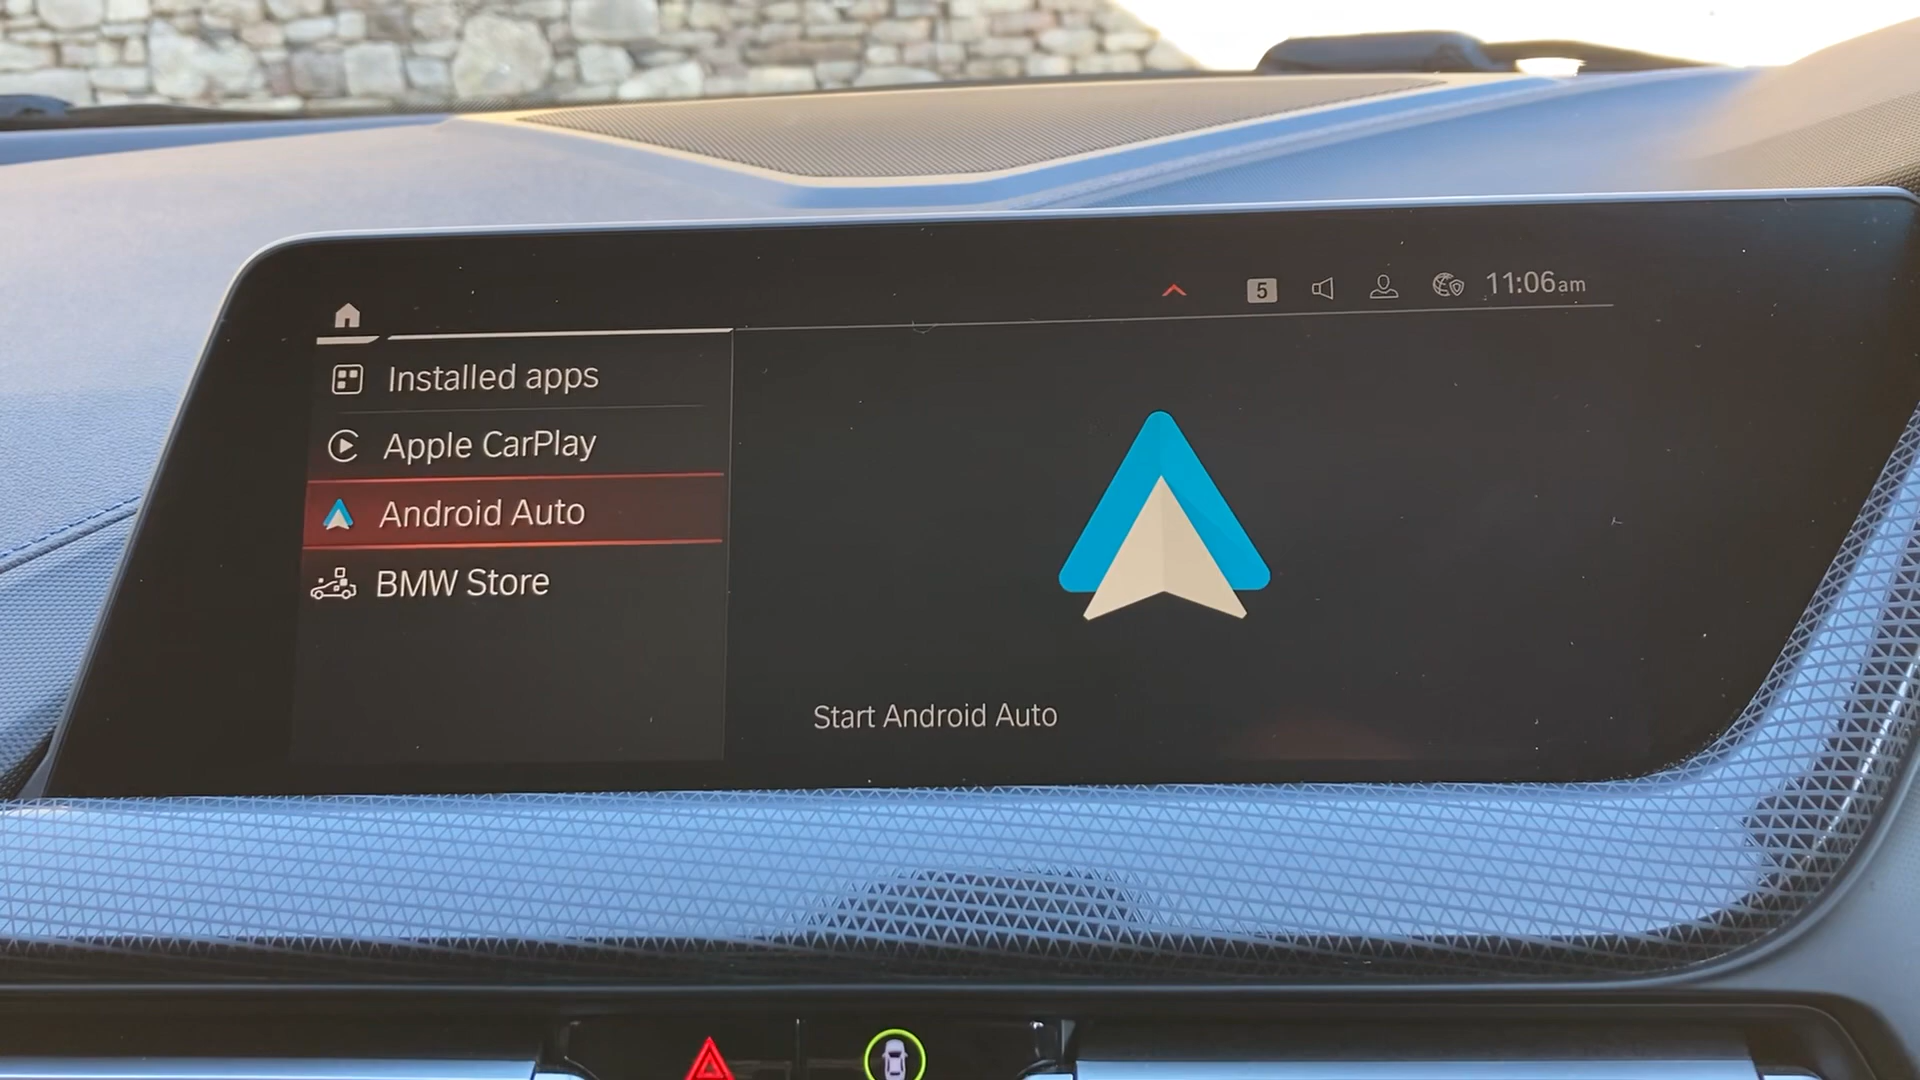 5
11:06am
Installed apps
Apple CarPlay
Android Auto
BMW Store
Start Android Auto